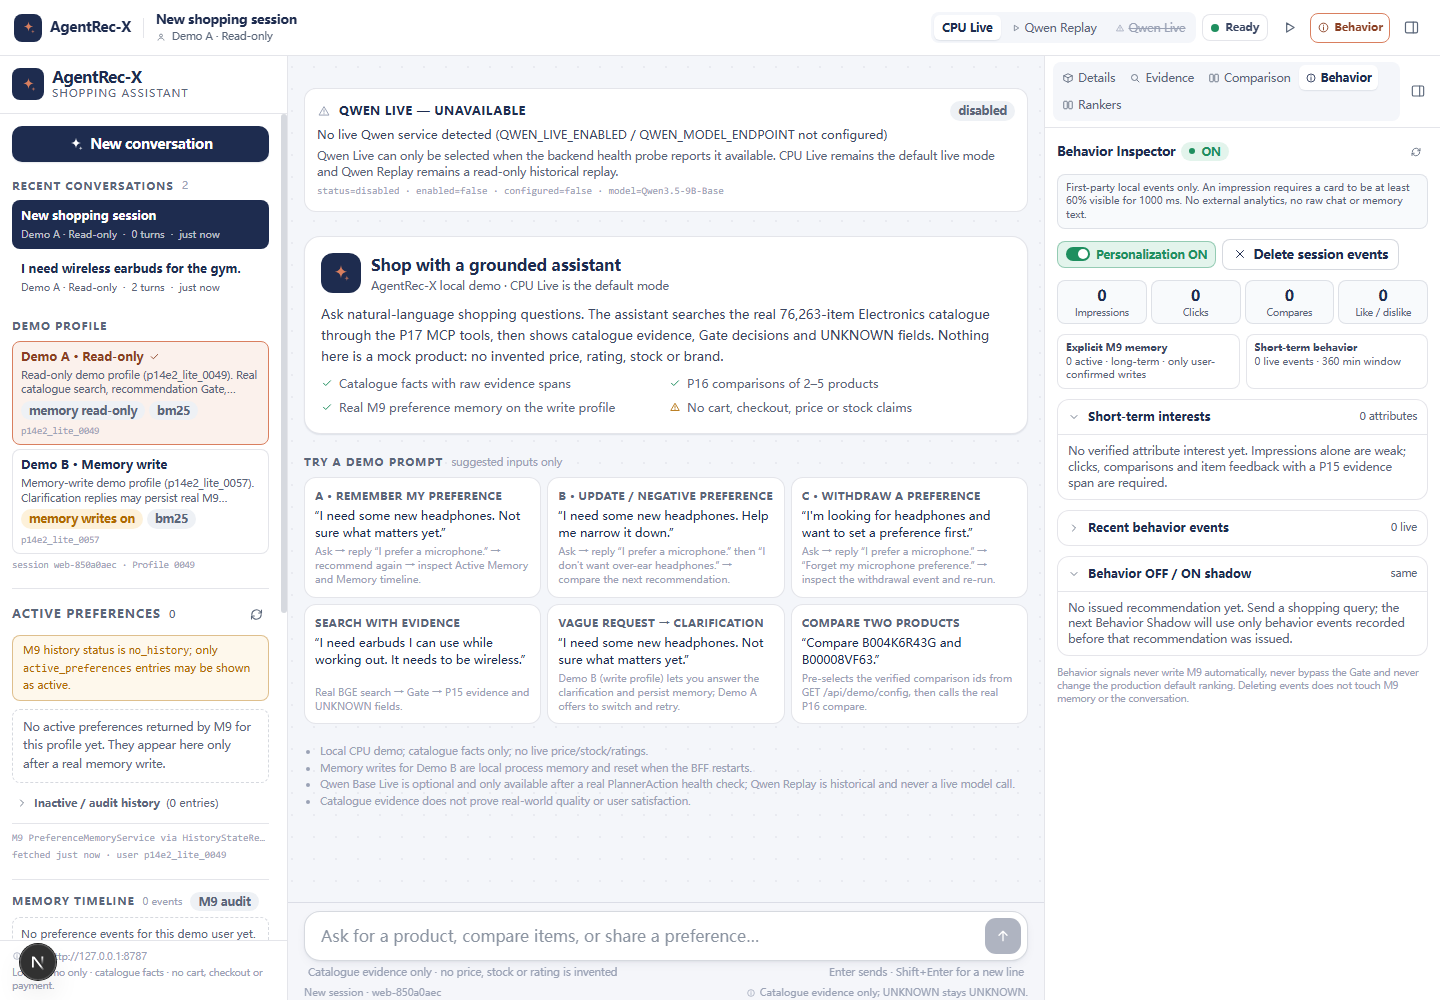 AgentRec-X
New shopping session
Demo A · Read-only
CPU Live
Qwen Replay
Qwen Live
Ready
Behavior
AgentRec-X
SHOPPING ASSISTANT
New conversation
RECENT CONVERSATIONS 2
New shopping session
Demo A · Read-only · 0 turns · just now
I need wireless earbuds for the gym.
Demo A · Read-only · 2 turns · just now
DEMO PROFILE
Demo A • Read-only
Read-only demo profile (p14e2_lite_0049). Real
catalogue search, recommendation Gate,...
memory read-only bm25
p14e2_lite_0049
Demo B • Memory write
Memory-write demo profile (p14e2_lite_0057).
Clarification replies may persist real M9...
memory writes on bm25
p14e2_lite_0057
session web-850a0aec · Profile 0049
ACTIVE PREFERENCES 0
M9 history status is no_history; only
active_preferences entries may be shown
as active.
No active preferences returned by M9 for
this profile yet. They appear here only
after a real memory write.
Inactive / audit history (0 entries)
M9 PreferenceMemoryService via HistoryStateRe…
fetched just now · user p14e2_lite_0049
MEMORY TIMELINE 0 events M9 audit
No preference events for this demo user yet.
N
ttp://127.0.0.1:8787
mo only · catalogue facts · no cart, checkout or
payment.
QWEN LIVE — UNAVAILABLE
disabled
No live Qwen service detected (QWEN_LIVE_ENABLED / QWEN_MODEL_ENDPOINT not configured)
Qwen Live can only be selected when the backend health probe reports it available. CPU Live remains the default live mode
and Qwen Replay remains a read-only historical replay.
status=disabled · enabled=false · configured=false · model=Qwen3.5-9B-Base
Shop with a grounded assistant
AgentRec-X local demo · CPU Live is the default mode
Ask natural-language shopping questions. The assistant searches the real 76,263-item Electronics catalogue
through the P17 MCP tools, then shows catalogue evidence, Gate decisions and UNKNOWN fields. Nothing
here is a mock product: no invented price, rating, stock or brand.
Catalogue facts with raw evidence spans
P16 comparisons of 2–5 products
Real M9 preference memory on the write profile
No cart, checkout, price or stock claims
TRY A DEMO PROMPT suggested inputs only
A • REMEMBER MY PREFERENCE
“I need some new headphones. Not
sure what matters yet.”
Ask → reply “I prefer a microphone.” →
recommend again → inspect Active Memory
and Memory timeline.
B • UPDATE / NEGATIVE PREFERENCE
“I need some new headphones. Help
me narrow it down.”
Ask → reply “I prefer a microphone.” then “I
don't want over-ear headphones.” →
compare the next recommendation.
C • WITHDRAW A PREFERENCE
“I'm looking for headphones and
want to set a preference first.”
Ask → reply “I prefer a microphone.” →
“Forget my microphone preference.” →
inspect the withdrawal event and re-run.
SEARCH WITH EVIDENCE
“I need earbuds I can use while
working out. It needs to be wireless.”
Real BGE search → Gate → P15 evidence and
UNKNOWN fields.
VAGUE REQUEST → CLARIFICATION
“I need some new headphones. Not
sure what matters yet.”
Demo B (write profile) lets you answer the
clarification and persist memory; Demo A
offers to switch and retry.
COMPARE TWO PRODUCTS
“Compare B004K6R43G and
B00008VF63.”
Pre-selects the verified comparison ids from
GET /api/demo/config, then calls the real
P16 compare.
• Local CPU demo; catalogue facts only; no live price/stock/ratings.
• Memory writes for Demo B are local process memory and reset when the BFF restarts.
• Qwen Base Live is optional and only available after a real PlannerAction health check; Qwen Replay is historical and never a live model call.
• Catalogue evidence does not prove real-world quality or user satisfaction.
Ask for a product, compare items, or share a preference...
Catalogue evidence only · no price, stock or rating is invented
Enter sends · Shift+Enter for a new line
New session · web-850a0aec
Catalogue evidence only; UNKNOWN stays UNKNOWN.
Details
Evidence
Comparison
Behavior
Rankers
Behavior Inspector
ON
First-party local events only. An impression requires a card to be at least
60% visible for 1000 ms. No external analytics, no raw chat or memory
text.
Personalization ON
Delete session events
0
Impressions
0
Clicks
0
Compares
0
Like / dislike
Explicit M9 memory
0 active · long-term · only user-
confirmed writes
Short-term behavior
0 live events · 360 min window
Short-term interests
0 attributes
No verified attribute interest yet. Impressions alone are weak;
clicks, comparisons and item feedback with a P15 evidence
span are required.
Recent behavior events
0 live
Behavior OFF / ON shadow
same
No issued recommendation yet. Send a shopping query; the
next Behavior Shadow will use only behavior events recorded
before that recommendation was issued.
Behavior signals never write M9 automatically, never bypass the Gate and never
change the production default ranking. Deleting events does not touch M9
memory or the conversation.